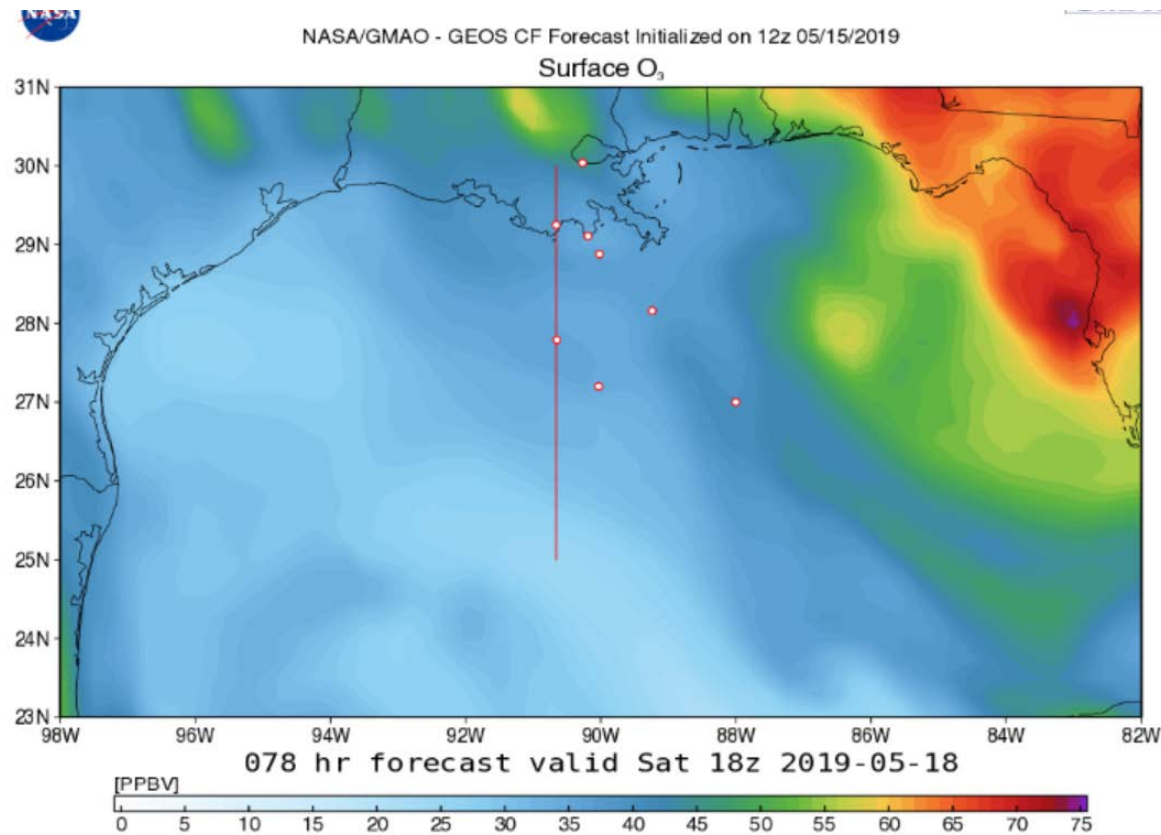 NASA
NASA/GMAO - GEOS CF Forecast Initialized on 12z 05/15/2019
Surface O₃
31N
30N
29N
28N
27N
26N
25N
24N
23N
98W 96W 94W 92W 90W 88W 86W 84W 82W
078 hr forecast valid Sat 18z 2019-05-18
[PPBV]
0 5 10 15 20 25 30 35 40 45 50 55 60 65 70 75